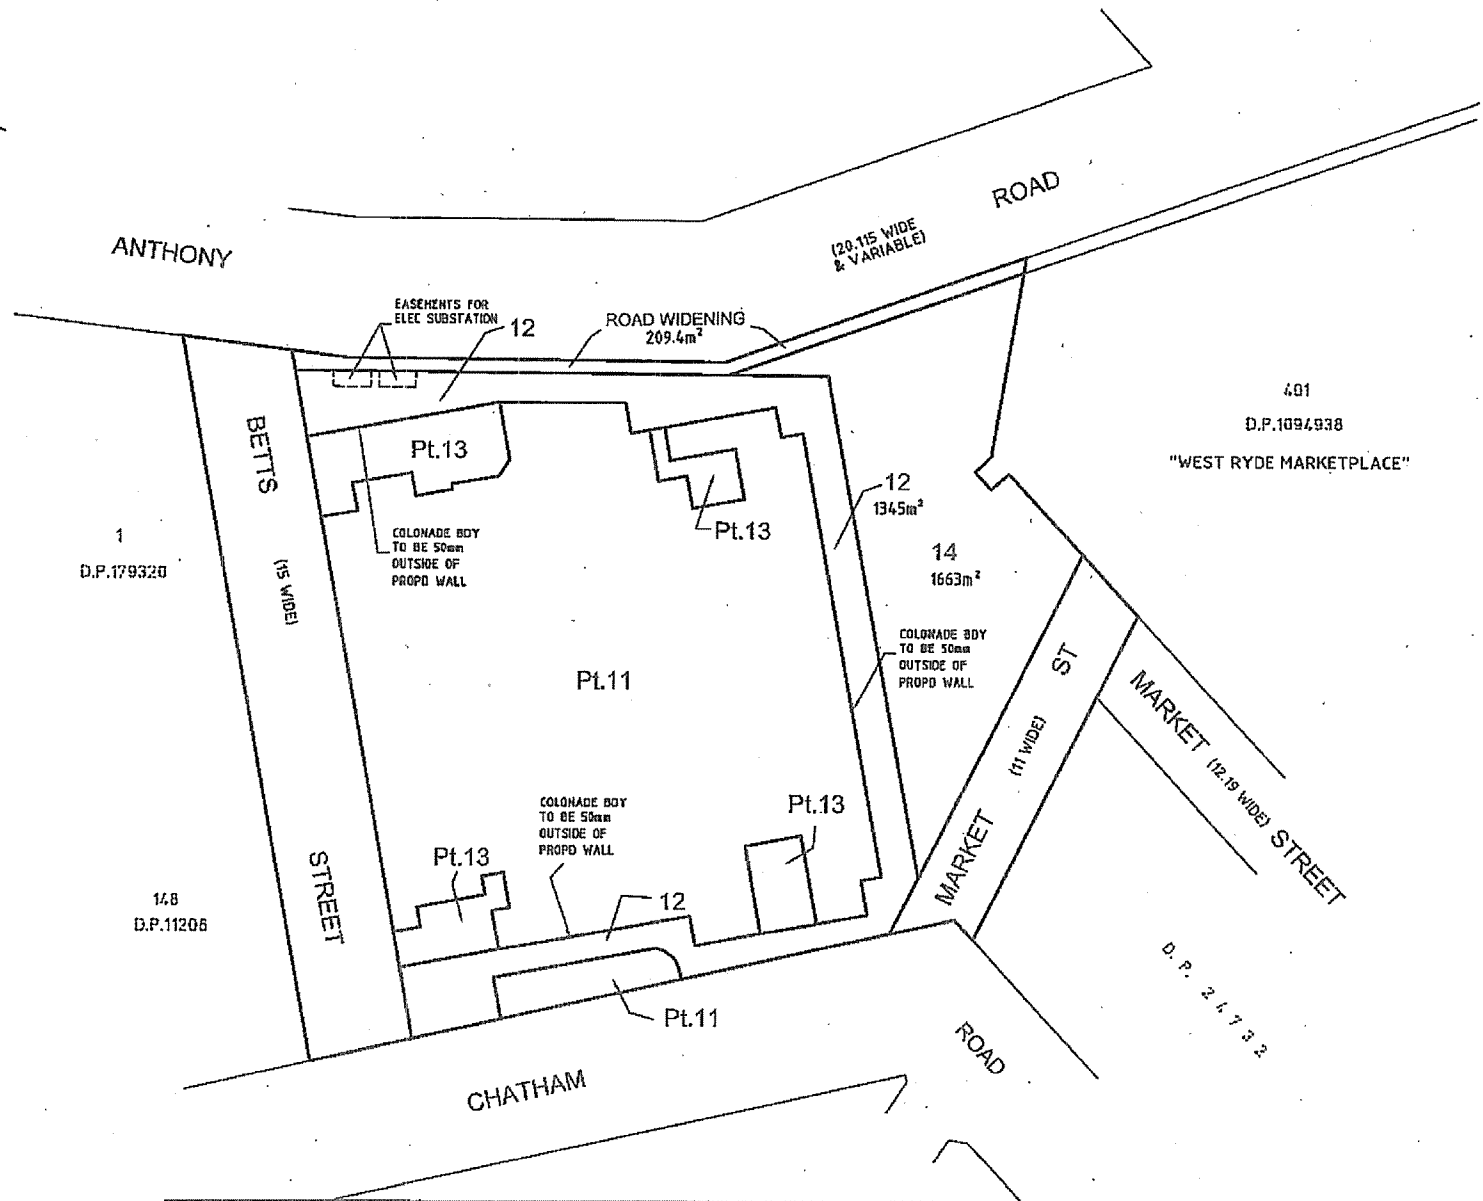 ROAD
(20.115 WIDE
& VARIABLE)
ANTHONY
EASEMENTS FOR
ELEC SUBSTATION
12
ROAD WIDENING
209.4m²
401
D.P.1094938
"WEST RYDE MARKETPLACE"
BETTS
Pt.13
12
1345m²
Pt.13
COLONADE BDY
TO BE 50mm
OUTSIDE OF
PROPD WALL
1
D.P.179320
14
1663m²
(15 WIDE)
COLONADE BDY
TO BE 50mm
OUTSIDE OF
PROPD WALL
ST
Pt.11
MARKET
(11 WIDE)
(12.19 WIDE)
STREET
COLONADE BDY
TO BE 50mm
OUTSIDE OF
PROPD WALL
Pt.13
MARKET
Pt.13
STREET
148
D.P.11206
12
D.P. 24732
Pt.11
ROAD
CHATHAM